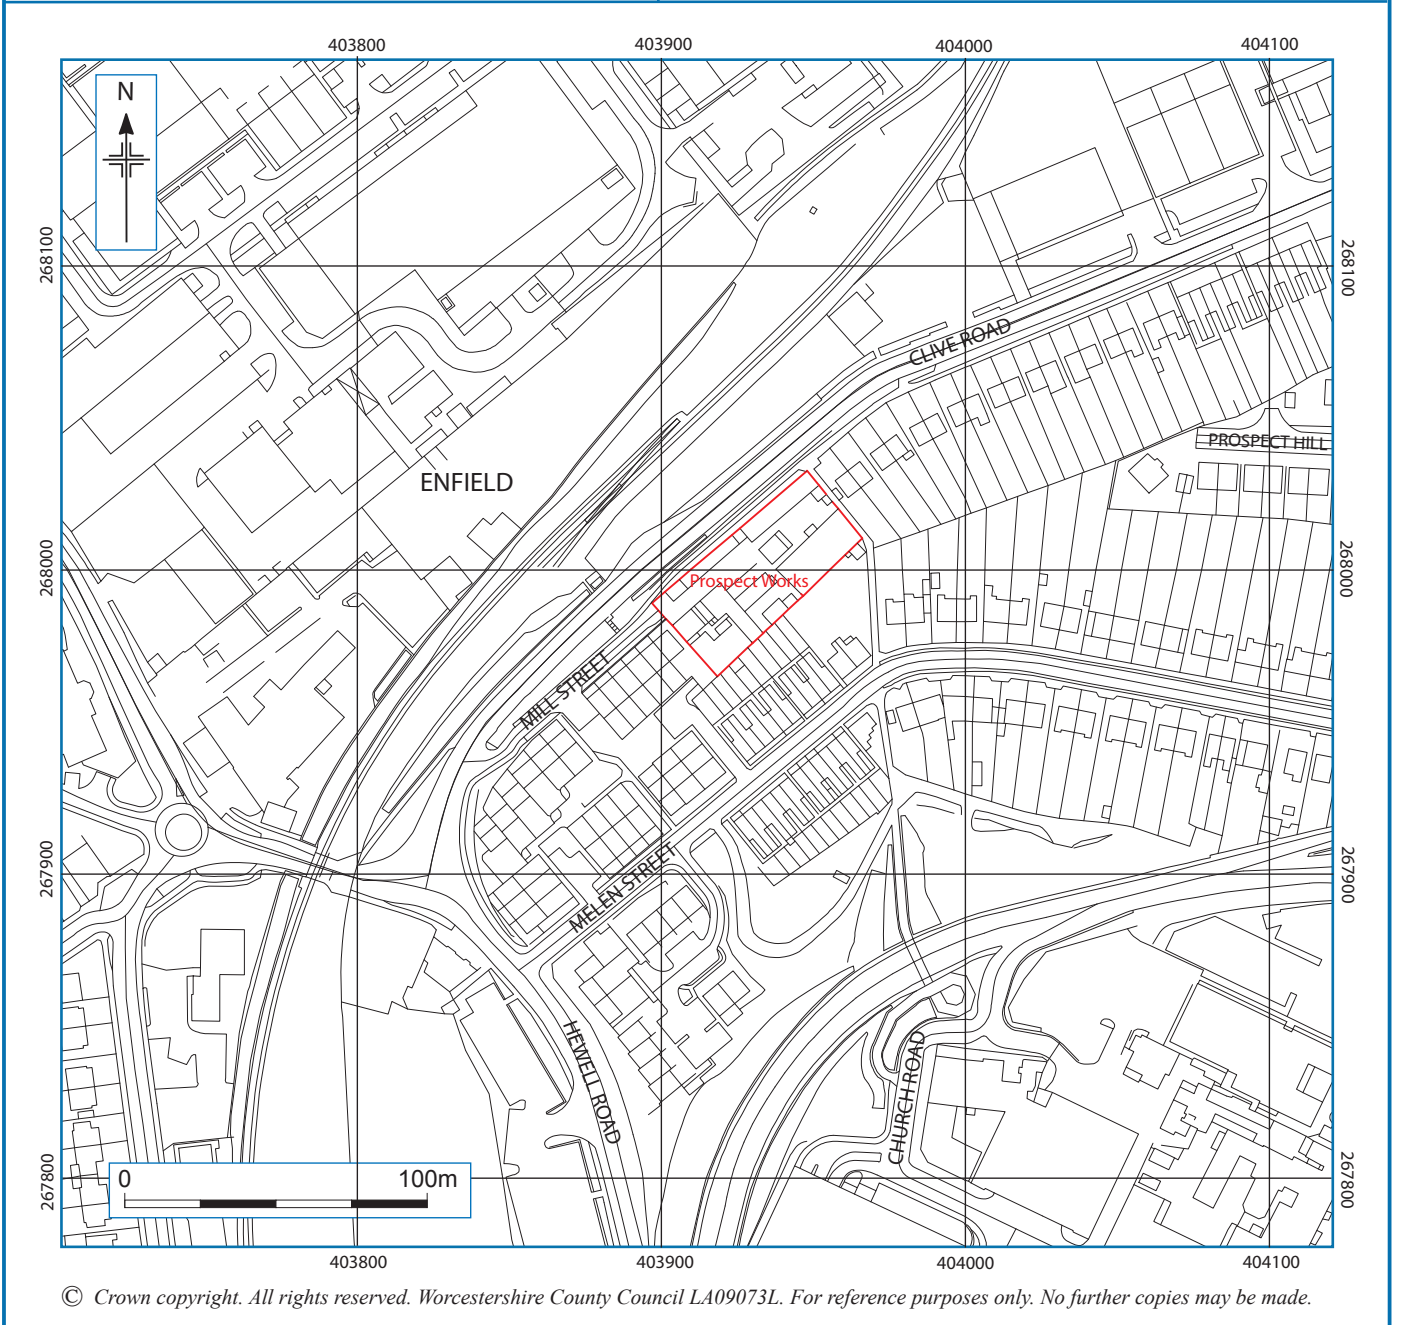 403800
403900
404000
404100
N
268100
268100
CLIVE ROAD
PROSPECT HILL
ENFIELD
268000
268000
Prospect Works
MILL STREET
MELEN STREET
267900
267900
HEWELL ROAD
CHURCH ROAD
267800
267800
0 100m
403800
403900
404000
404100
© Crown copyright. All rights reserved. Worcestershire County Council LA09073L. For reference purposes only. No further copies may be made.